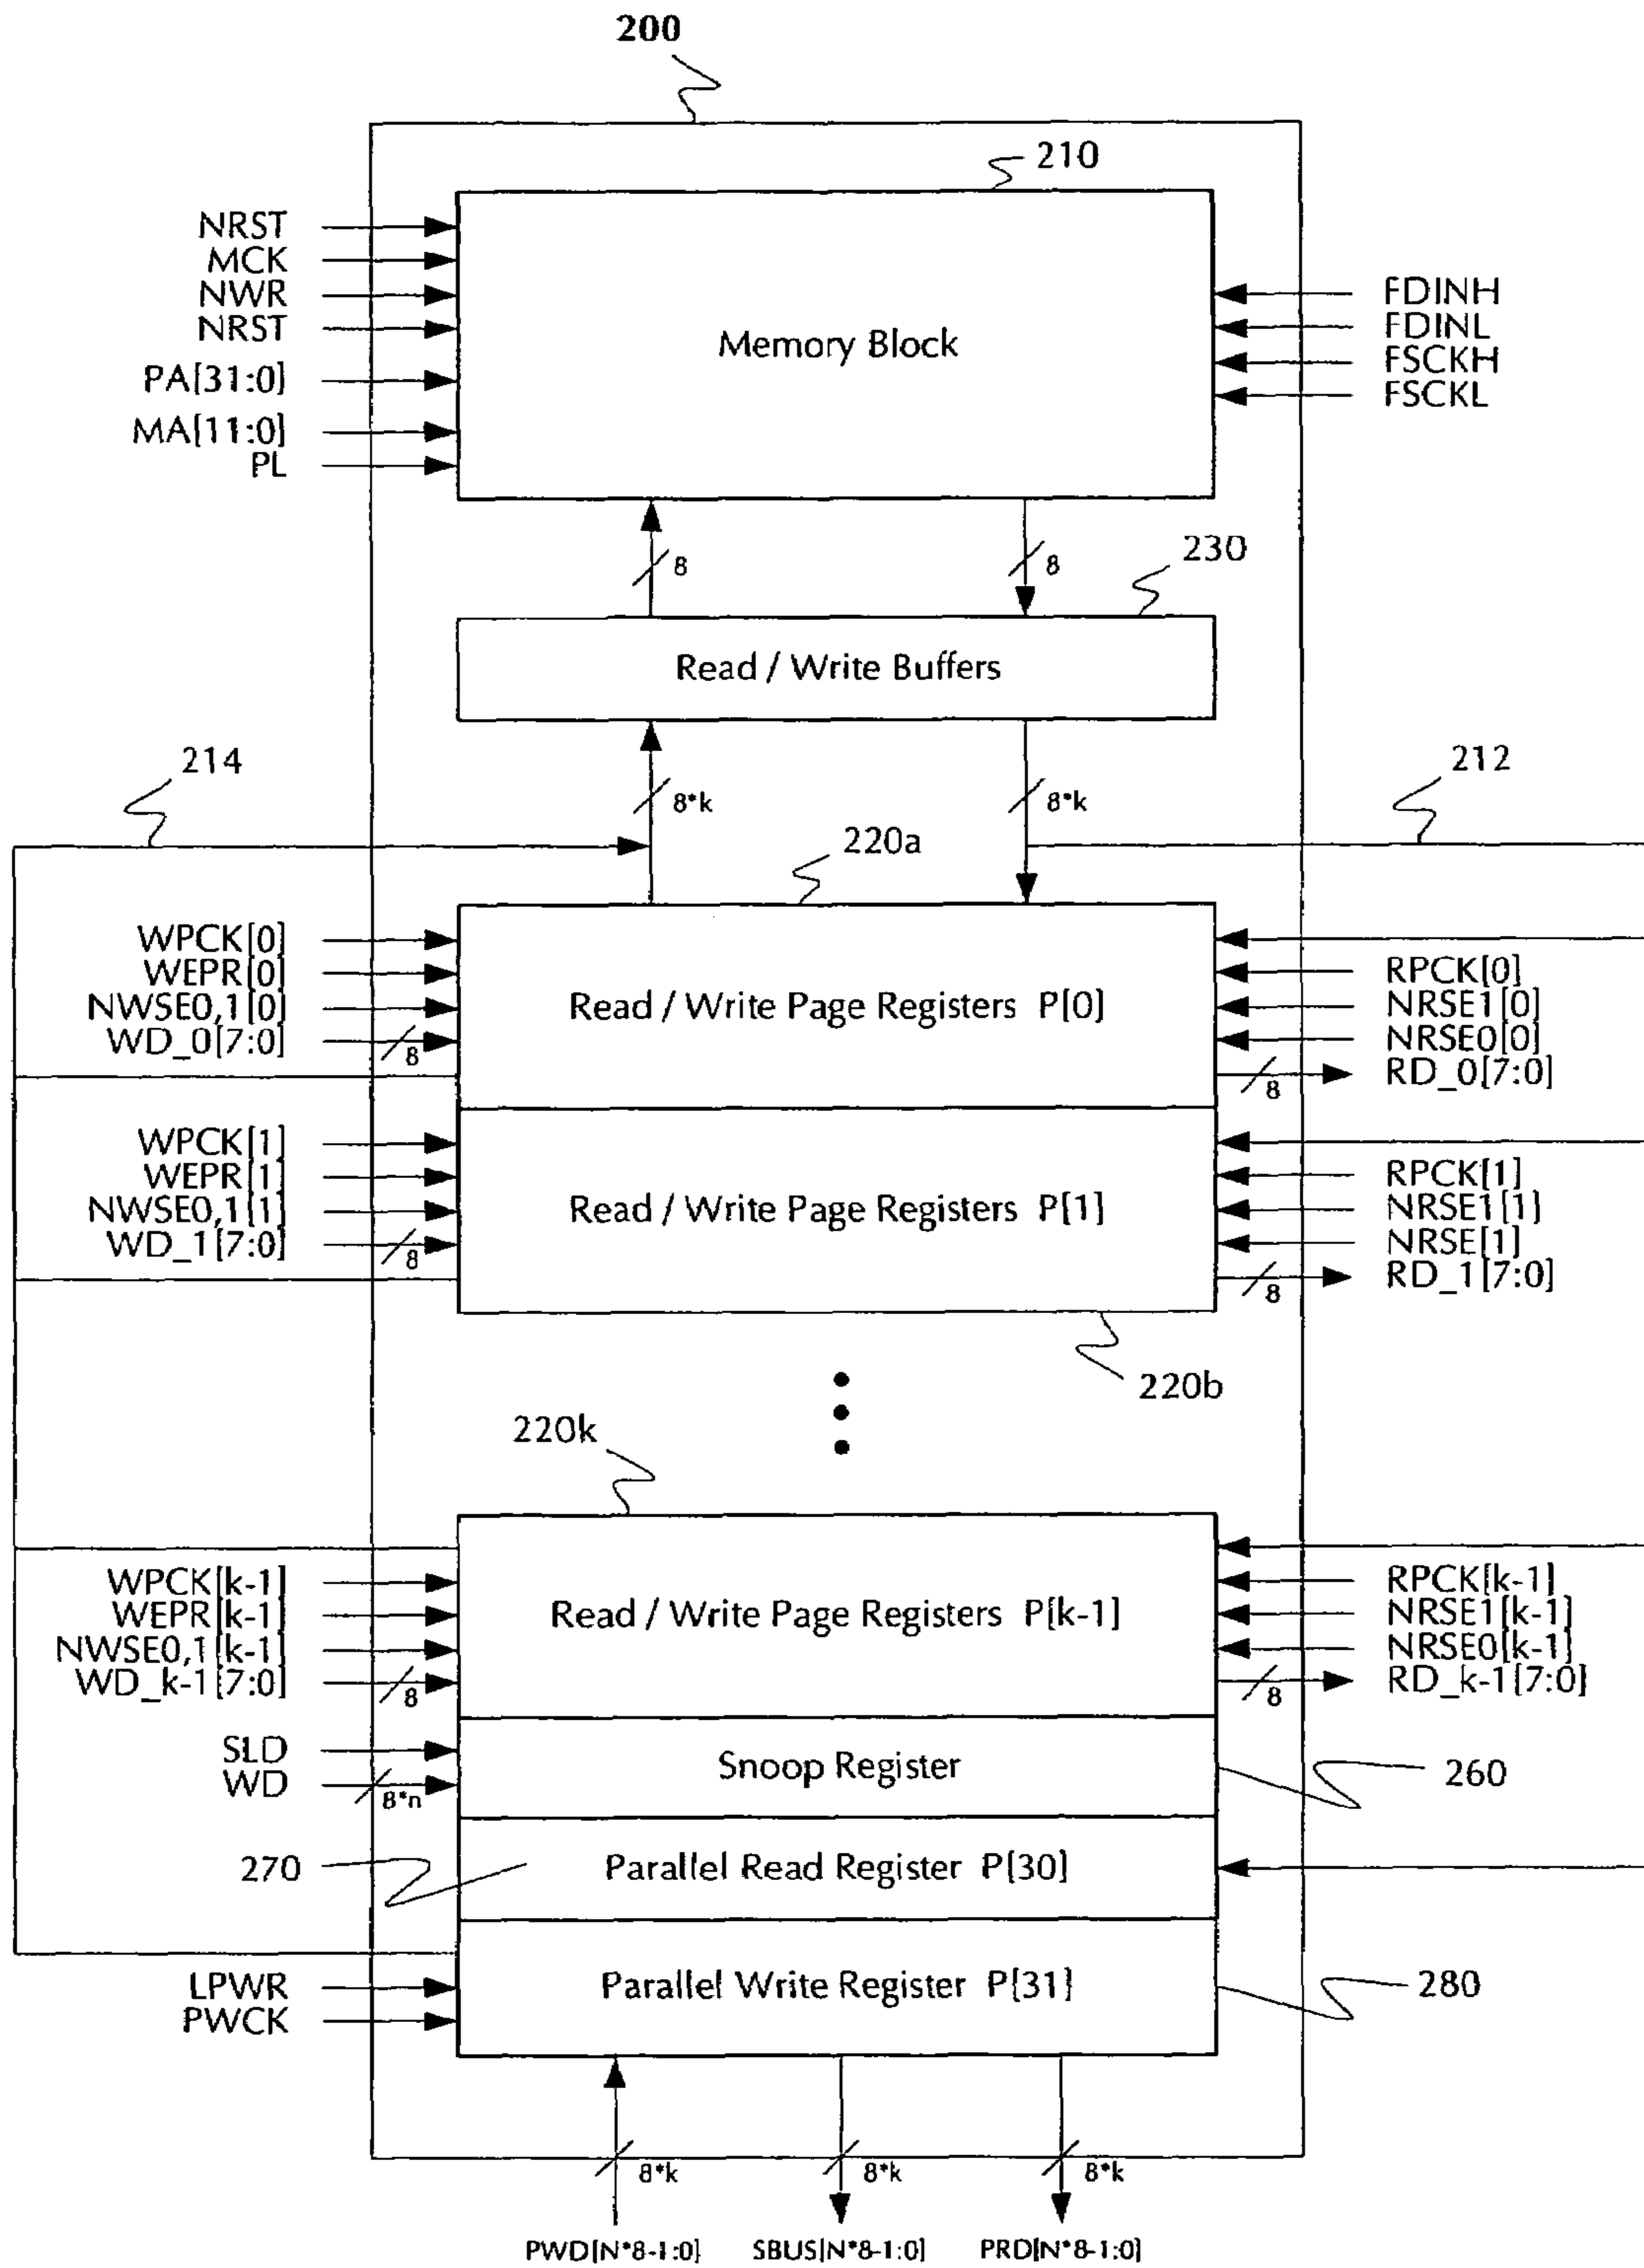 200
210
NRST
MCK
NWR
NRST
PA[31:0]
MA[11:0]
PL
Memory Block
FDINH
FDINL
FSCKH
FSCKL
8
8
230
Read / Write Buffers
214
212
8*k
8*k
220a
WPCK[0]
WEPR[0]
NWSE0,1[0]
WD_0[7:0]
8
Read / Write Page Registers P[0]
RPCK[0]
NRSE1[0]
NRSE0[0]
RD_0[7:0]
8
WPCK[1]
WEPR[1]
NWSE0,1[1]
WD_1[7:0]
8
Read / Write Page Registers P[1]
RPCK[1]
NRSE1[1]
NRSE[1]
RD_1[7:0]
8
220b
220k
WPCK[k-1]
WEPR[k-1]
NWSE0,1[k-1]
WD_k-1[7:0]
8
Read / Write Page Registers P[k-1]
RPCK[k-1]
NRSE1[k-1]
NRSE0[k-1]
RD_k-1[7:0]
8
SLD
WD
8*n
Snoop Register
260
270
Parallel Read Register P[30]
LPWR
PWCK
Parallel Write Register P[31]
280
8*k
8*k
8*k
PWD[N*8-1:0]
SBUS[N*8-1:0]
PRD[N*8-1:0]